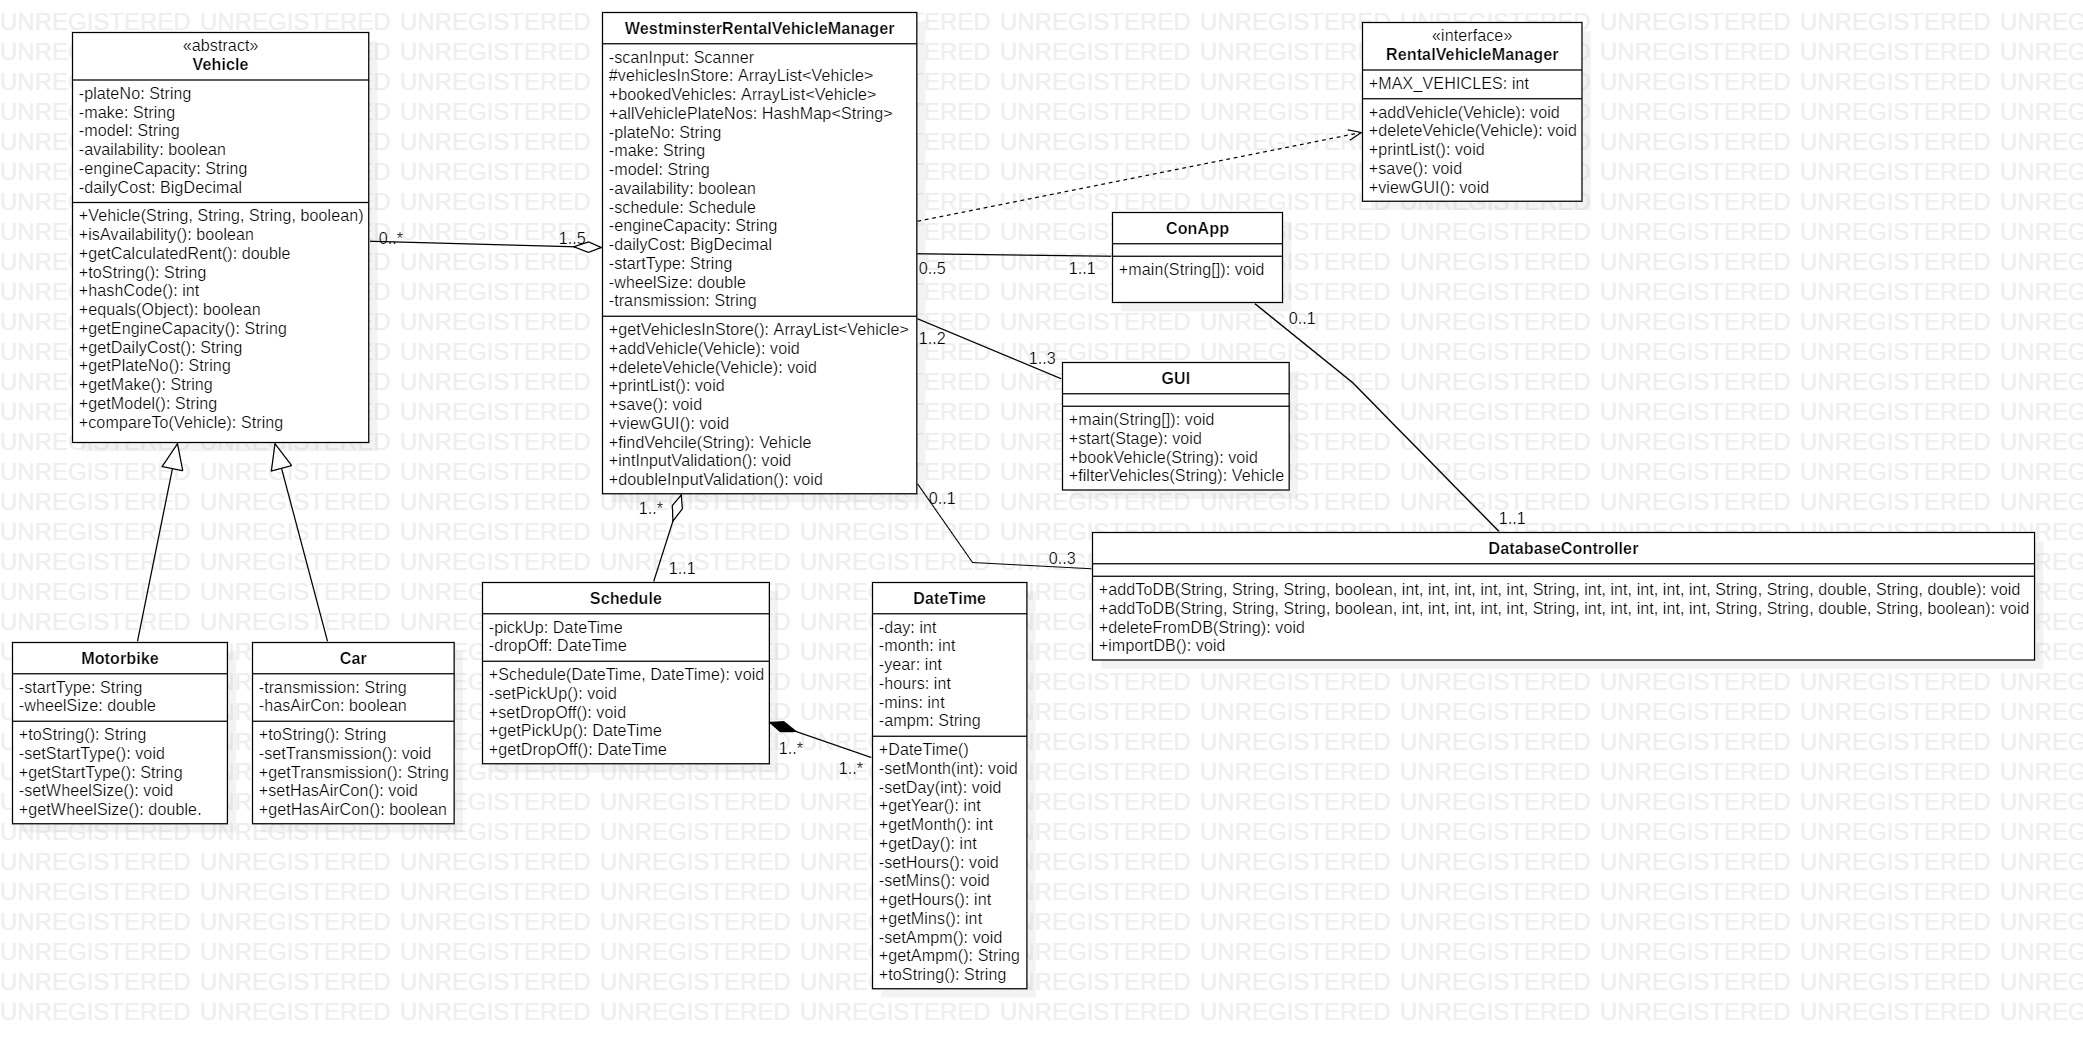 «abstract»
Vehicle
-plateNo: String
-make: String
-model: String
-availability: boolean
-engineCapacity: String
-dailyCost: BigDecimal
+Vehicle(String, String, String, boolean)
+isAvailability(): boolean
+getCalculatedRent(): double
+toString(): String
+hashCode(): int
+equals(Object): boolean
+getEngineCapacity(): String
+getDailyCost(): String
+getPlateNo(): String
+getMake(): String
+getModel(): String
+compareTo(Vehicle): String
0..*
1..5
WestminsterRentalVehicleManager
-scanInput: Scanner
#vehiclesInStore: ArrayList<Vehicle>
+bookedVehicles: ArrayList<Vehicle>
+allVehiclePlateNos: HashMap<String>
-plateNo: String
-make: String
-model: String
-availability: boolean
-schedule: Schedule
-engineCapacity: String
-dailyCost: BigDecimal
-startType: String
-wheelSize: double
-transmission: String
+getVehiclesInStore(): ArrayList<Vehicle>
+addVehicle(Vehicle): void
+deleteVehicle(Vehicle): void
+printList(): void
+save(): void
+viewGUI(): void
+findVehcile(String): Vehicle
+intInputValidation(): void
+doubleInputValidation(): void
«interface»
RentalVehicleManager
+MAX_VEHICLES: int
+addVehicle(Vehicle): void
+deleteVehicle(Vehicle): void
+printList(): void
+save(): void
+viewGUI(): void
0..5
1..1
ConApp
+main(String[]): void
0..1
1..1
1..2
1..3
GUI
+main(String[]): void
+start(Stage): void
+bookVehicle(String): void
+filterVehicles(String): Vehicle
0..1
0..3
DatabaseController
+addToDB(String, String, String, boolean, int, int, int, int, int, String, int, int, int, int, int, String, String, double, String, double): void
+addToDB(String, String, String, boolean, int, int, int, int, int, String, int, int, int, int, int, String, String, double, String, boolean): void
+deleteFromDB(String): void
+importDB(): void
1..*
1..1
Motorbike
-startType: String
-wheelSize: double
+toString(): String
-setStartType(): void
+getStartType(): String
-setWheelSize(): void
+getWheelSize(): double.
Car
-transmission: String
-hasAirCon: boolean
+toString(): String
-setTransmission(): void
+getTransmission(): String
+setHasAirCon(): void
+getHasAirCon(): boolean
Schedule
-pickUp: DateTime
-dropOff: DateTime
+Schedule(DateTime, DateTime): void
-setPickUp(): void
+setDropOff(): void
+getPickUp(): DateTime
+getDropOff(): DateTime
1..*
1..*
DateTime
-day: int
-month: int
-year: int
-hours: int
-mins: int
-ampm: String
+DateTime()
-setMonth(int): void
-setDay(int): void
+getYear(): int
+getMonth(): int
+getDay(): int
-setHours(): void
-setMins(): void
+getHours(): int
+getMins(): int
-setAmpm(): void
+getAmpm(): String
+toString(): String
UNREGISTERED